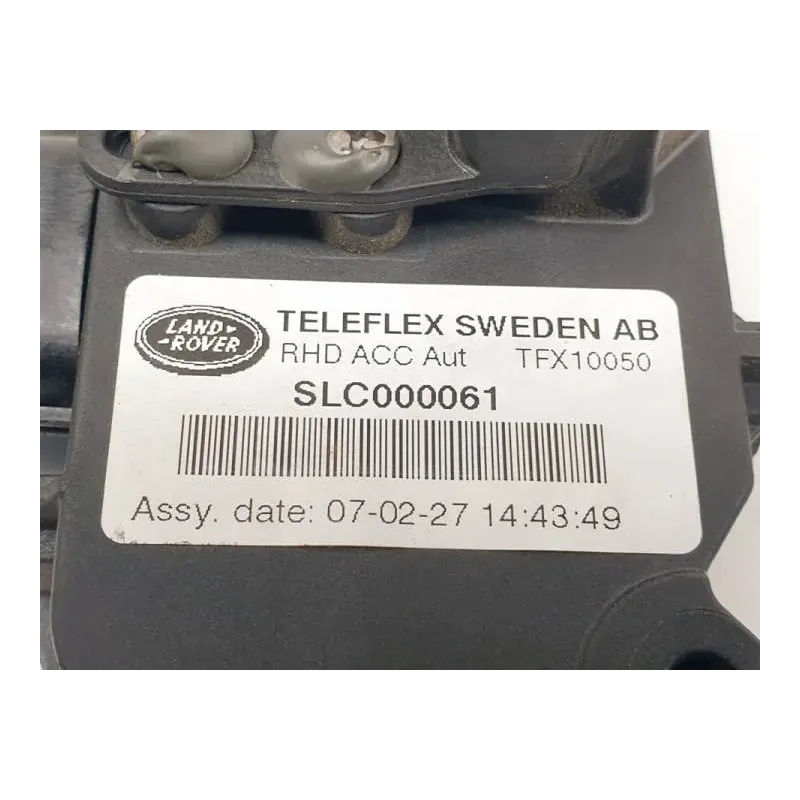 LAND
-ROVER
TELEFLEX SWEDEN AB
RHD ACC Aut TFX10050
SLC000061
Assy. date: 07-02-27 14:43:49